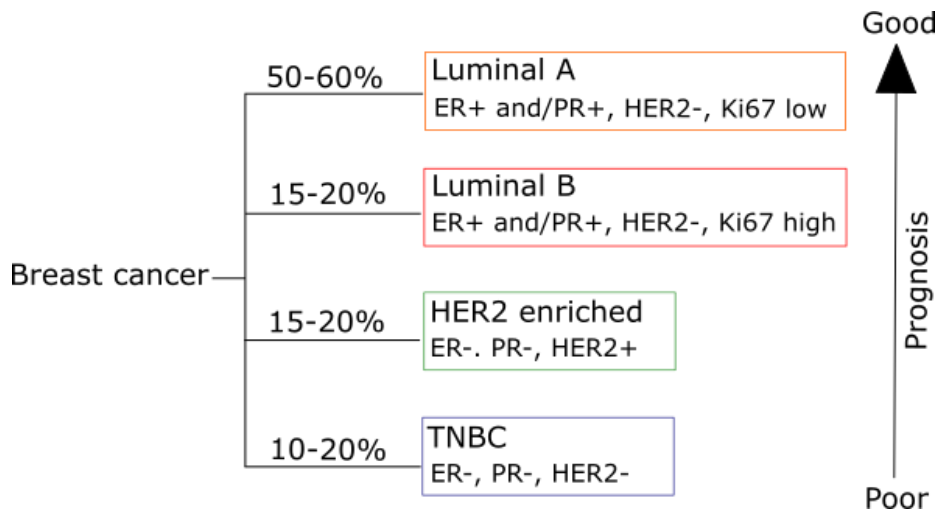 Good
50-60%
Luminal A
ER+ and/PR+, HER2-, Ki67 low
15-20%
Luminal B
ER+ and/PR+, HER2-, Ki67 high
Breast cancer
Prognosis
15-20%
HER2 enriched
ER-. PR-, HER2+
10-20%
TNBC
ER-, PR-, HER2-
Poor